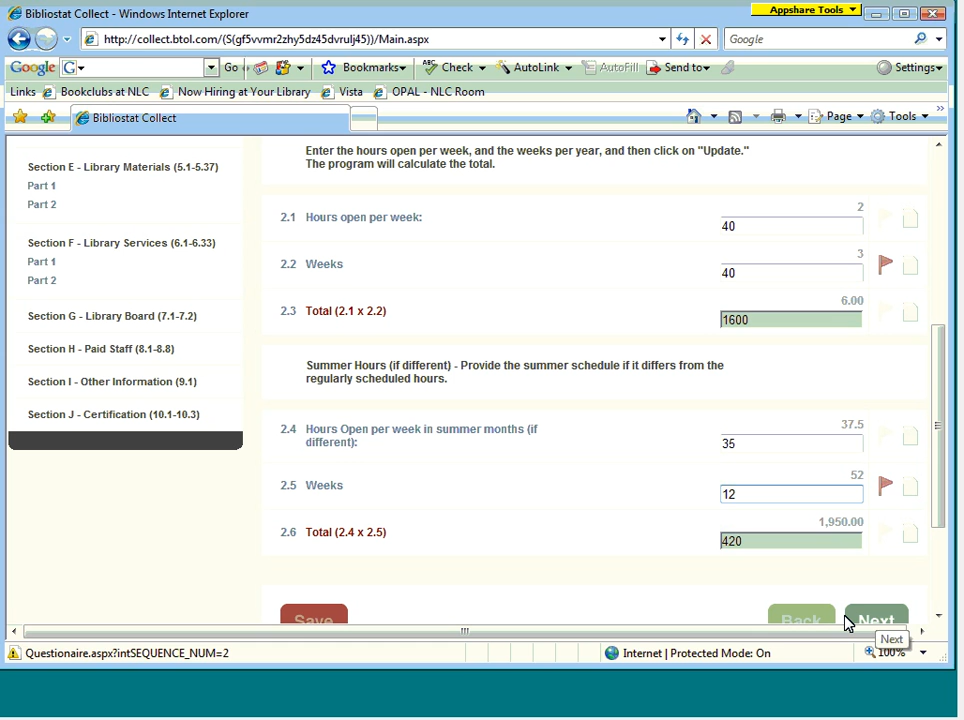 Bibliostat Collect - Windows Internet Explorer
Appshare Tools
http://collect.btol.com/(S(gf5vvmr2zhy5dz45dvrulj45))/Main.aspx
Google
Google G Go Bookmarks ABC Check AutoLink AutoFill Send to Settings
Links Bookclubs at NLC Now Hiring at Your Library Vista OPAL - NLC Room
Bibliostat Collect Page Tools »
Section E - Library Materials (5.1-5.37)
Part 1
Part 2
Section F - Library Services (6.1-6.33)
Part 1
Part 2
Section G - Library Board (7.1-7.2)
Section H - Paid Staff (8.1-8.8)
Section I - Other Information (9.1)
Section J - Certification (10.1-10.3)
Enter the hours open per week, and the weeks per year, and then click on "Update."
The program will calculate the total.
2
2.1 Hours open per week: 40
3
2.2 Weeks 40
6.00
2.3 Total (2.1 x 2.2) 1600
Summer Hours (if different) - Provide the summer schedule if it differs from the
regularly scheduled hours.
37.5
2.4 Hours Open per week in summer months (if
different): 35
52
2.5 Weeks 12
1,950.00
2.6 Total (2.4 x 2.5) 420
Save Back Next
Next
Questionaire.aspx?intSEQUENCE_NUM=2 Internet | Protected Mode: On 100%